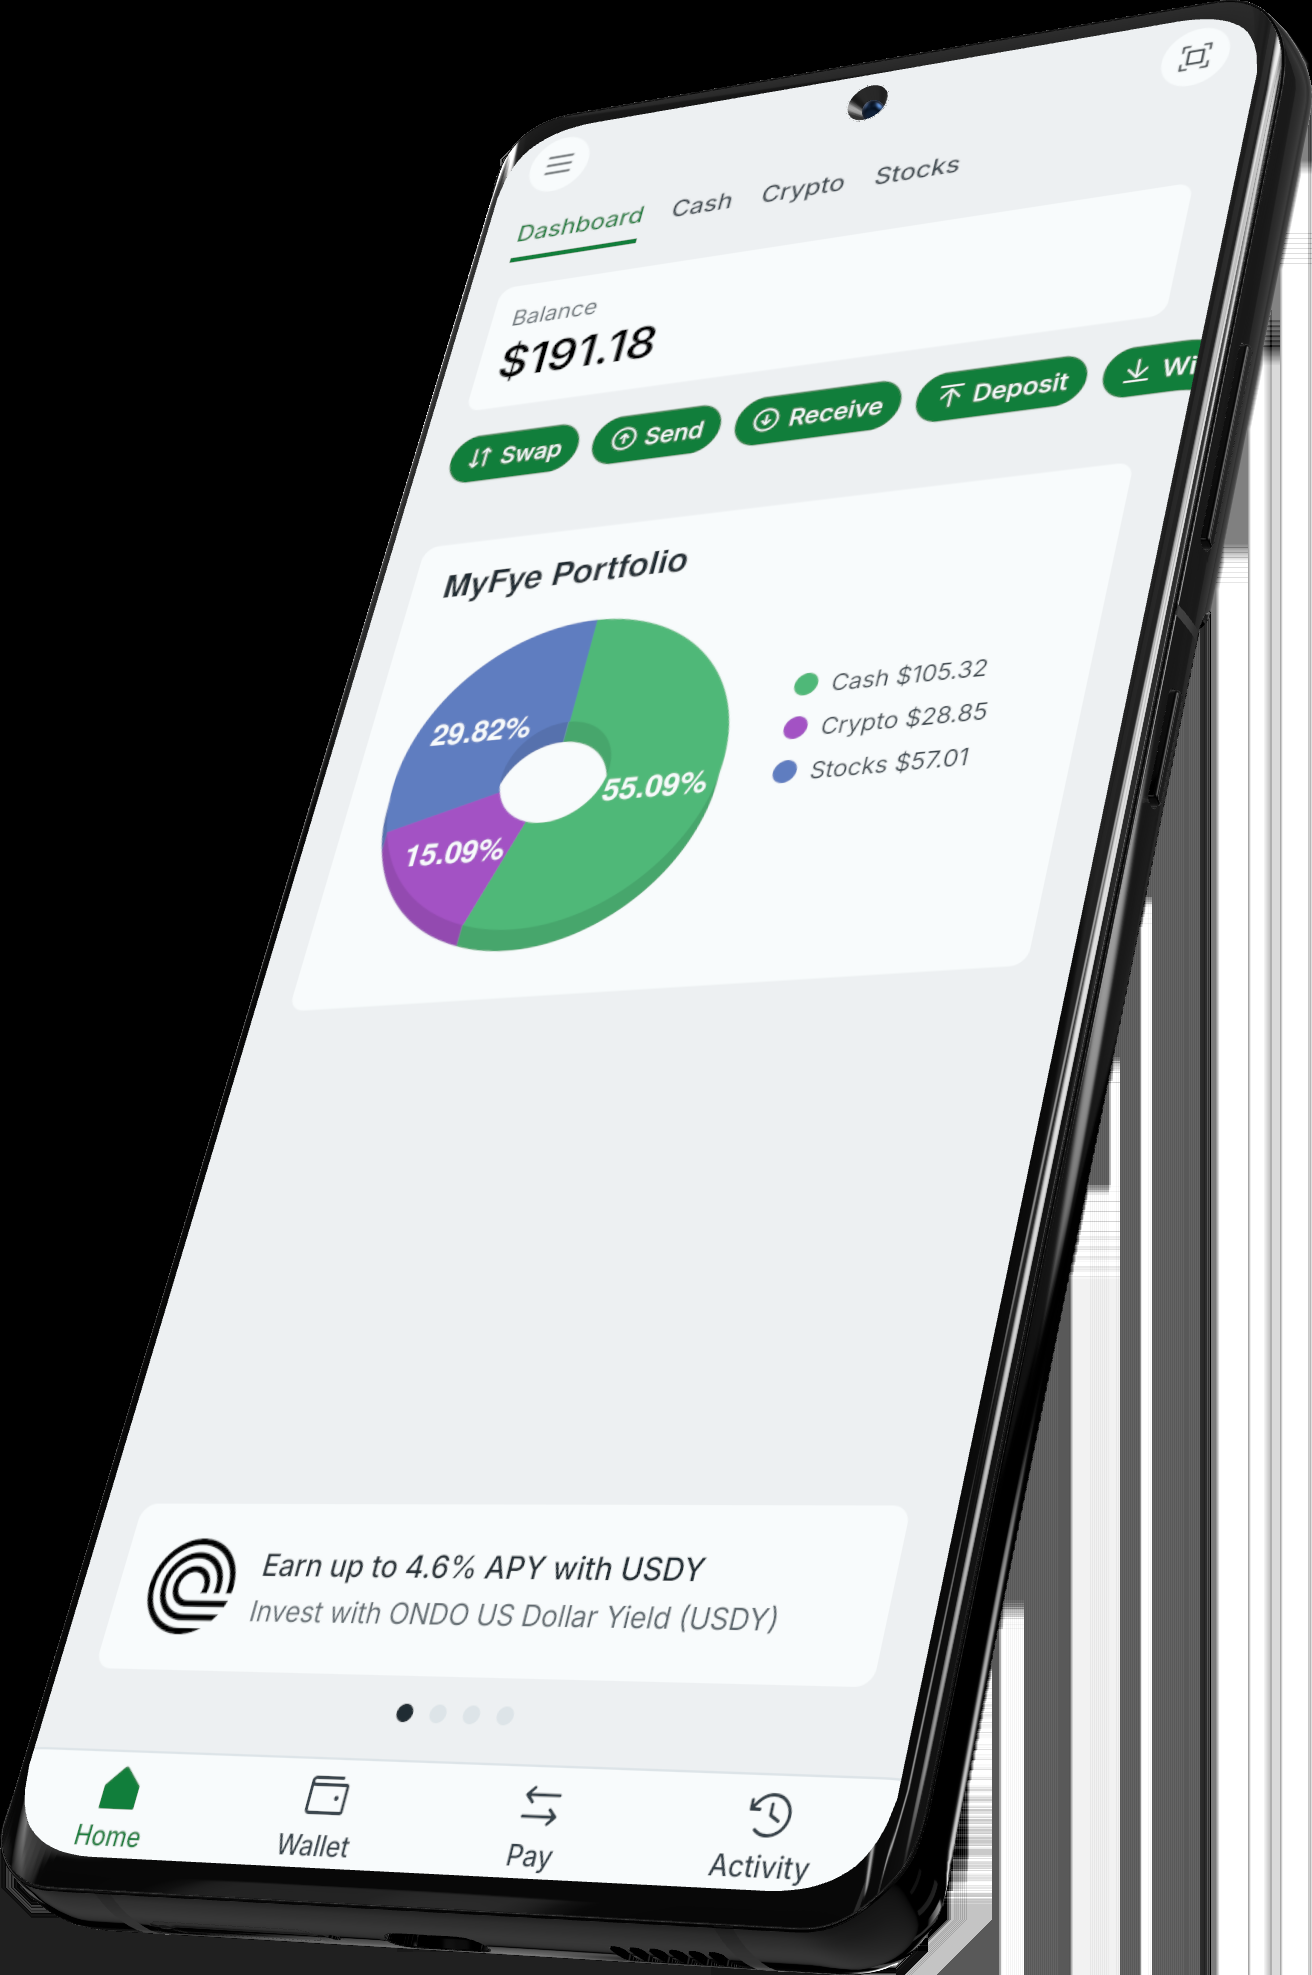 Dashboard Cash Crypto Stocks
Balance
$191.18
Swap Send Receive Deposit Wi
MyFye Portfolio
29.82%
55.09%
15.09%
Cash $105.32
Crypto $28.85
Stocks $57.01
Earn up to 4.6% APY with USDY
Invest with ONDO US Dollar Yield (USDY)
Home Wallet Pay Activity